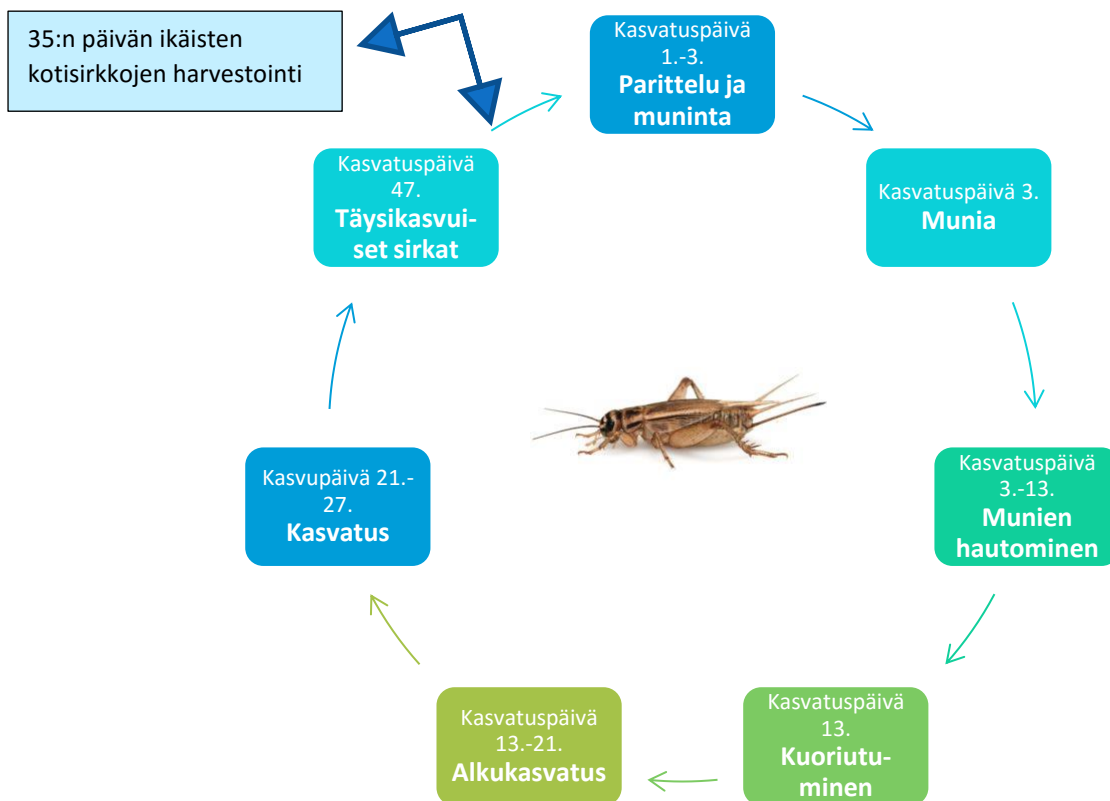 35:n päivän ikäisten
kotisirkkojen harvestointi
Kasvatuspäivä
1.-3.
Parittelu ja
muninta
Kasvatuspäivä 3.
Munia
Kasvatuspäivä
3.-13.
Munien
hautominen
Kasvatuspäivä
13.
Kuoriutu-
minen
Kasvatuspäivä
13.-21.
Alkukasvatus
Kasvupäivä 21.-
27.
Kasvatus
Kasvatuspäivä
47.
Täysikasvui-
set sirkat